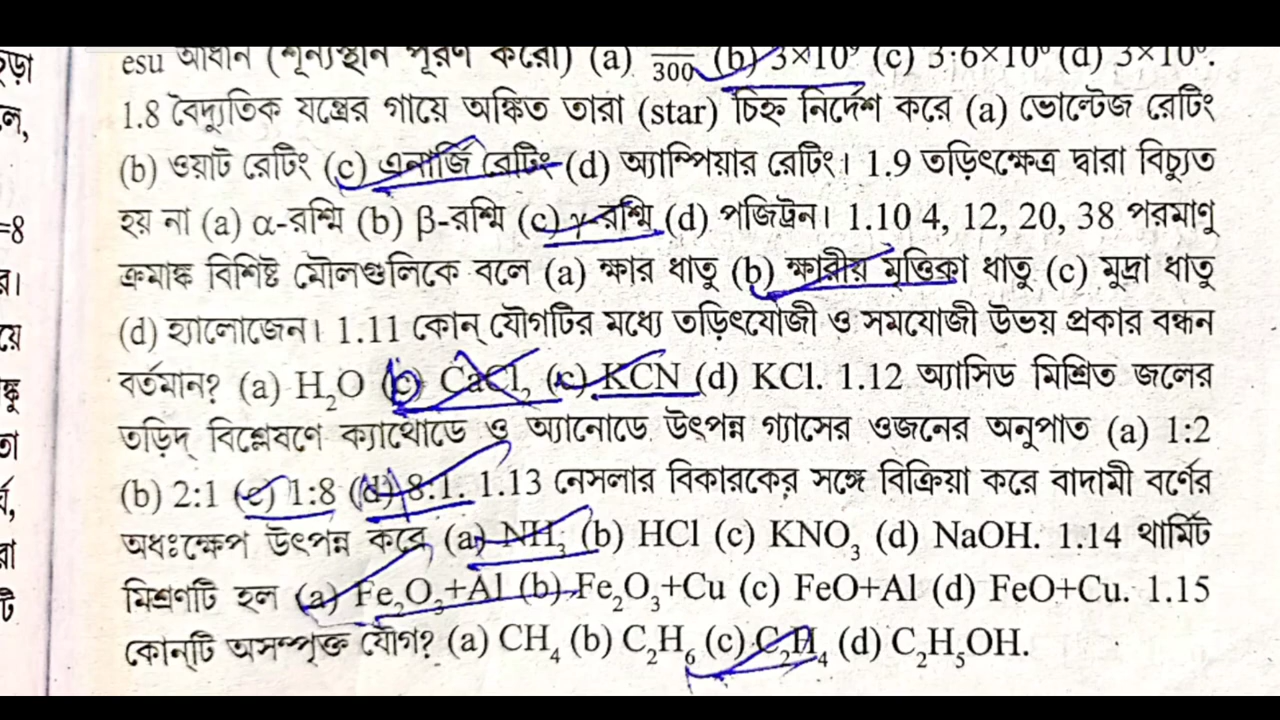 চূড়া esu আধান (শূন্যস্থান পূরণ করো) (a) 300 (b) 3×10⁹ (c) 3·6×10⁶ (d) 3×10⁶.
1.8 বৈদ্যুতিক যন্ত্রের গায়ে অঙ্কিত তারা (star) চিহ্ন নির্দেশ করে (a) ভোল্টেজ রেটিং
(b) ওয়াট রেটিং (c) এনার্জি রেটিং (d) অ্যাম্পিয়ার রেটিং। 1.9 তড়িৎক্ষেত্র দ্বারা বিচ্যুত
=8 হয় না (a) α-রশ্মি (b) β-রশ্মি (c) γ-রশ্মি (d) পজিট্রন। 1.10 4, 12, 20, 38 পরমাণু
ক্রমাঙ্ক বিশিষ্ট মৌলগুলিকে বলে (a) ক্ষার ধাতু (b) ক্ষারীয় মৃত্তিকা ধাতু (c) মুদ্রা ধাতু
(d) হ্যালোজেন। 1.11 কোন্ যৌগটির মধ্যে তড়িৎযোজী ও সমযোজী উভয় প্রকার বন্ধন
বর্তমান? (a) H₂O (b) CaCl₂ (c) KCN (d) KCl. 1.12 অ্যাসিড মিশ্রিত জলের
তড়িদ্ বিশ্লেষণে ক্যাথোডে ও অ্যানোডে উৎপন্ন গ্যাসের ওজনের অনুপাত (a) 1:2
(b) 2:1 (c) 1:8 (d) 8:1. 1.13 নেসলার বিকারকের সঙ্গে বিক্রিয়া করে বাদামী বর্ণের
অধঃক্ষেপ উৎপন্ন করে (a) NH₃ (b) HCl (c) KNO₃ (d) NaOH. 1.14 থার্মিট
মিশ্রণটি হল (a) Fe₂O₃+Al (b) Fe₂O₃+Cu (c) FeO+Al (d) FeO+Cu. 1.15
কোন্‌টি অসম্পৃক্ত যৌগ? (a) CH₄ (b) C₂H₆ (c) C₂H₄ (d) C₂H₅OH.